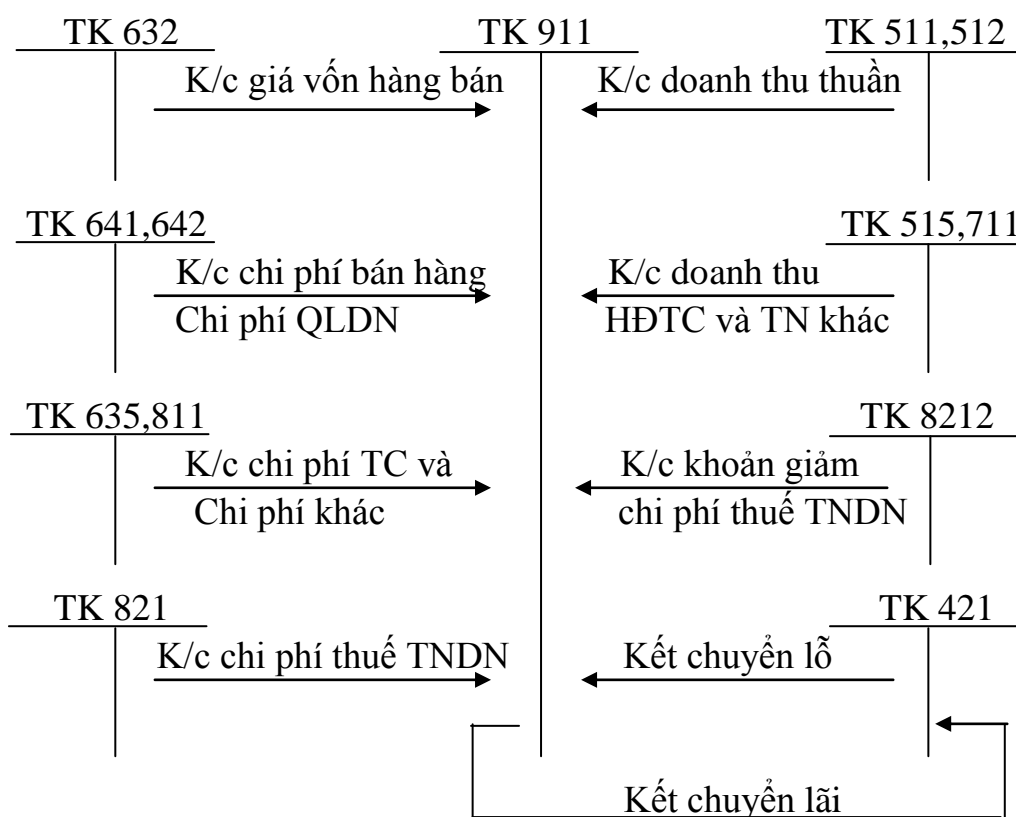 TK 632 TK 911 TK 511,512
K/c giá vốn hàng bán K/c doanh thu thuần
TK 641,642 TK 515,711
K/c chi phí bán hàng K/c doanh thu
Chi phí QLDN HĐTC và TN khác
TK 635,811 TK 8212
K/c chi phí TC và K/c khoản giảm
Chi phí khác chi phí thuế TNDN
TK 821 TK 421
K/c chi phí thuế TNDN Kết chuyển lỗ
Kết chuyển lãi